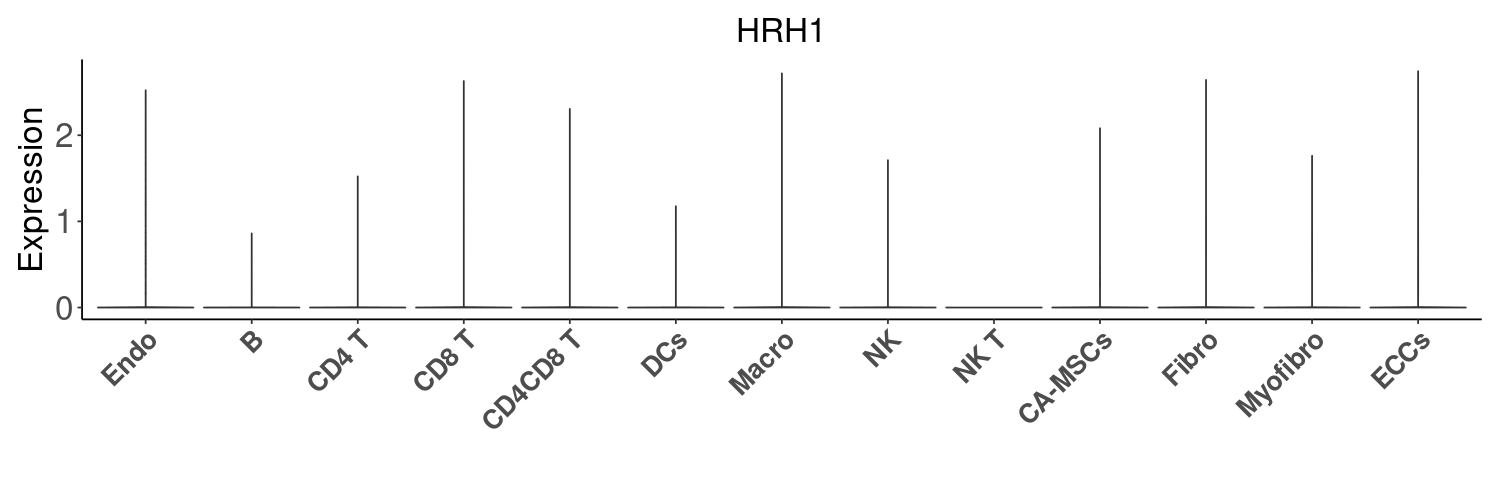 HRH1
Expression
2
1
0
Endo
B
CD4 T
CD8 T
CD4CD8 T
DCs
Macro
NK
NK T
CA-MSCs
Fibro
Myofibro
ECCs